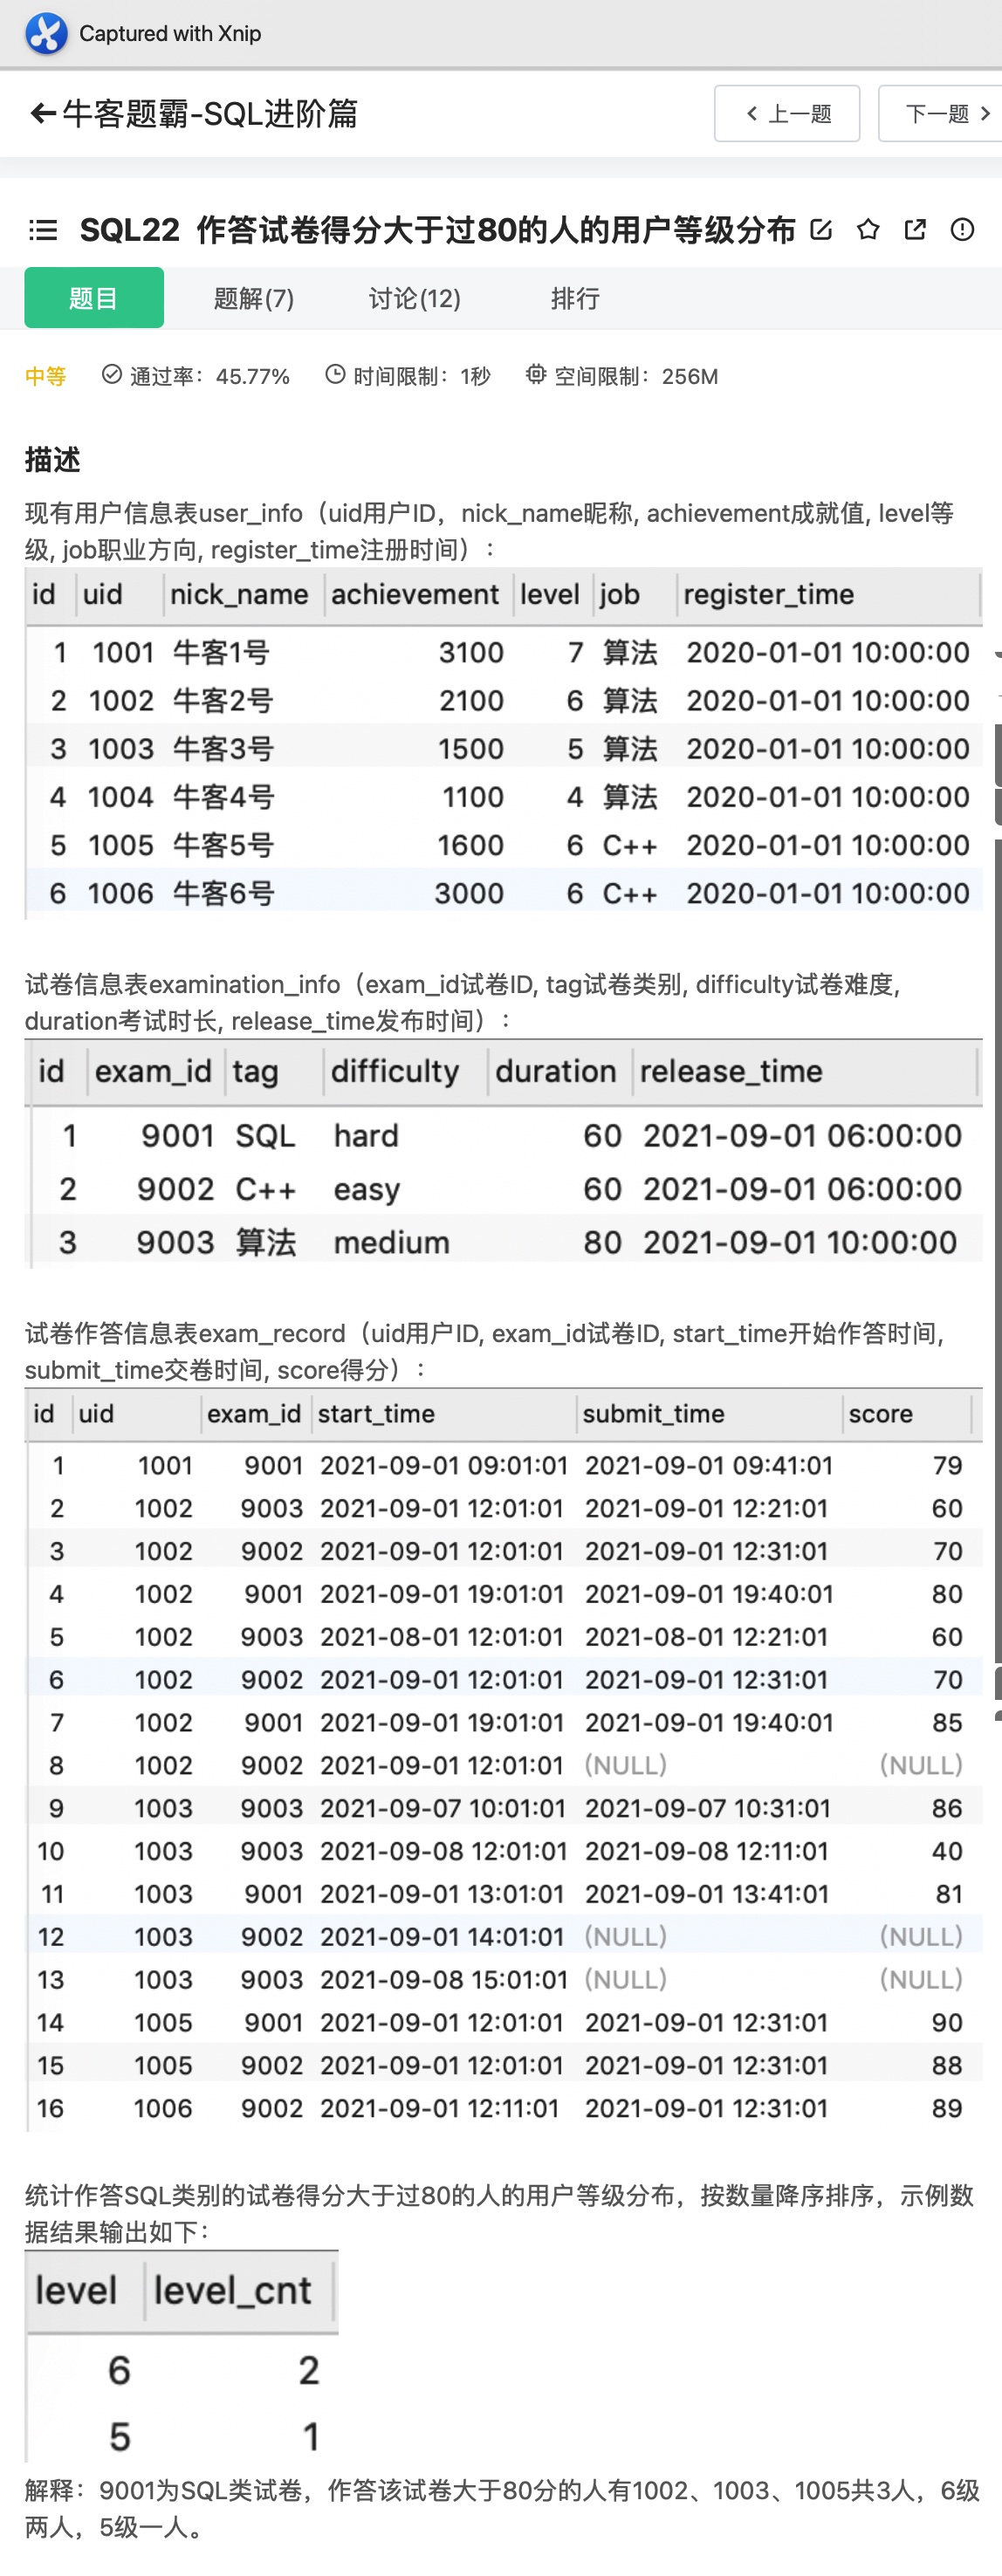 Captured with Xnip
牛客题霸-SQL进阶篇
上一题
下一题
SQL22 作答试卷得分大于过80的人的用户等级分布
题目 题解(7) 讨论(12) 排行
中等 通过率：45.77% 时间限制：1秒 空间限制：256M
描述
现有用户信息表user_info（uid用户ID，nick_name昵称, achievement成就值, level等
级, job职业方向, register_time注册时间）：
id uid nick_name achievement level job register_time
1 1001 牛客1号 3100 7 算法 2020-01-01 10:00:00
2 1002 牛客2号 2100 6 算法 2020-01-01 10:00:00
3 1003 牛客3号 1500 5 算法 2020-01-01 10:00:00
4 1004 牛客4号 1100 4 算法 2020-01-01 10:00:00
5 1005 牛客5号 1600 6 C++ 2020-01-01 10:00:00
6 1006 牛客6号 3000 6 C++ 2020-01-01 10:00:00
试卷信息表examination_info（exam_id试卷ID, tag试卷类别, difficulty试卷难度,
duration考试时长, release_time发布时间）：
id exam_id tag difficulty duration release_time
1 9001 SQL hard 60 2021-09-01 06:00:00
2 9002 C++ easy 60 2021-09-01 06:00:00
3 9003 算法 medium 80 2021-09-01 10:00:00
试卷作答信息表exam_record（uid用户ID, exam_id试卷ID, start_time开始作答时间,
submit_time交卷时间, score得分）：
id uid exam_id start_time submit_time score
1 1001 9001 2021-09-01 09:01:01 2021-09-01 09:41:01 79
2 1002 9003 2021-09-01 12:01:01 2021-09-01 12:21:01 60
3 1002 9002 2021-09-01 12:01:01 2021-09-01 12:31:01 70
4 1002 9001 2021-09-01 19:01:01 2021-09-01 19:40:01 80
5 1002 9003 2021-08-01 12:01:01 2021-08-01 12:21:01 60
6 1002 9002 2021-09-01 12:01:01 2021-09-01 12:31:01 70
7 1002 9001 2021-09-01 19:01:01 2021-09-01 19:40:01 85
8 1002 9002 2021-09-01 12:01:01 (NULL) (NULL)
9 1003 9003 2021-09-07 10:01:01 2021-09-07 10:31:01 86
10 1003 9003 2021-09-08 12:01:01 2021-09-08 12:11:01 40
11 1003 9001 2021-09-01 13:01:01 2021-09-01 13:41:01 81
12 1003 9002 2021-09-01 14:01:01 (NULL) (NULL)
13 1003 9003 2021-09-08 15:01:01 (NULL) (NULL)
14 1005 9001 2021-09-01 12:01:01 2021-09-01 12:31:01 90
15 1005 9002 2021-09-01 12:01:01 2021-09-01 12:31:01 88
16 1006 9002 2021-09-01 12:11:01 2021-09-01 12:31:01 89
统计作答SQL类别的试卷得分大于过80的人的用户等级分布，按数量降序排序，示例数
据结果输出如下：
level level_cnt
6 2
5 1
解释：9001为SQL类试卷，作答该试卷大于80分的人有1002、1003、1005共3人，6级
两人，5级一人。